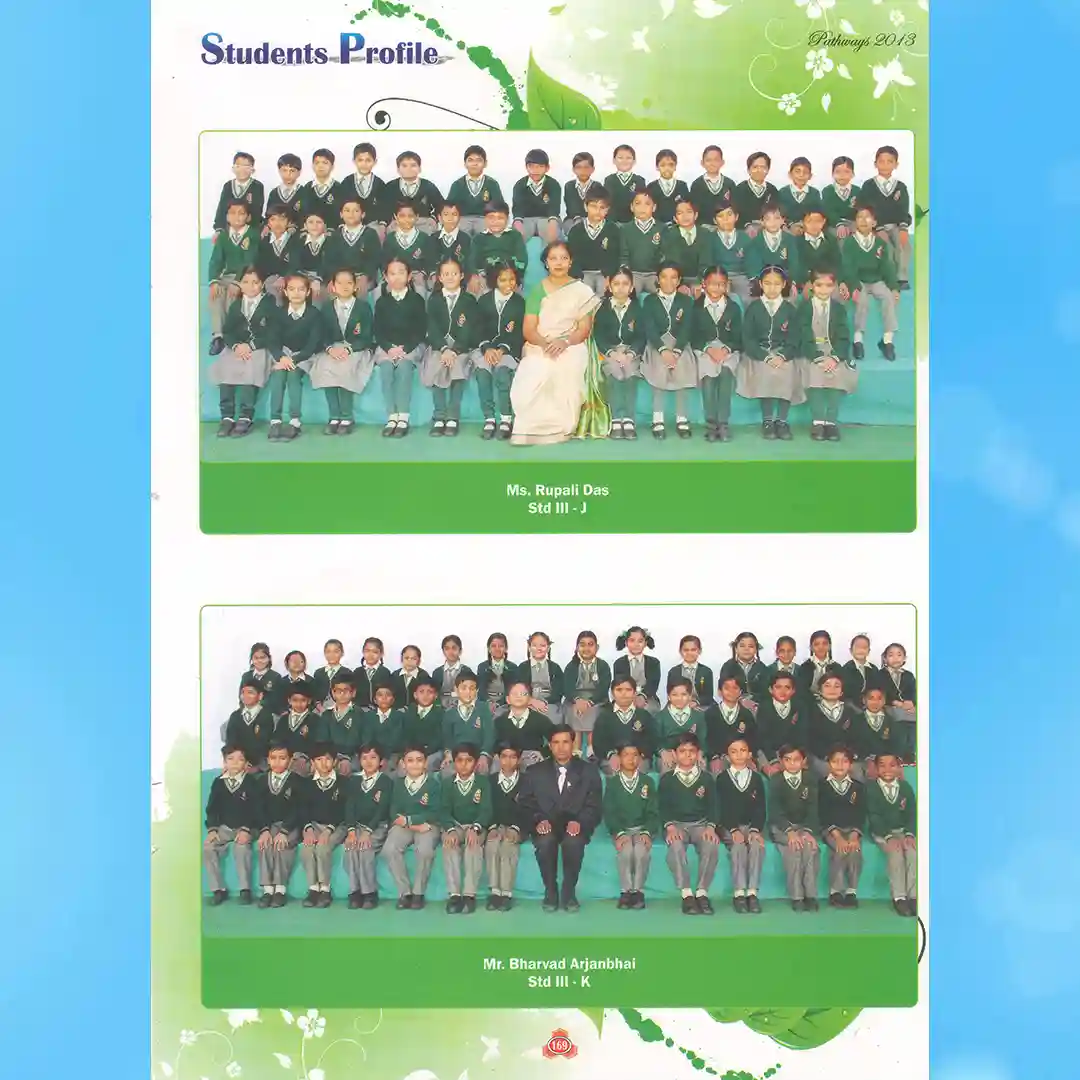 Students Profile
Pathways 2013
Ms. Rupali Das
Std III - J
Mr. Bharvad Arjanbhai
Std III - K
169